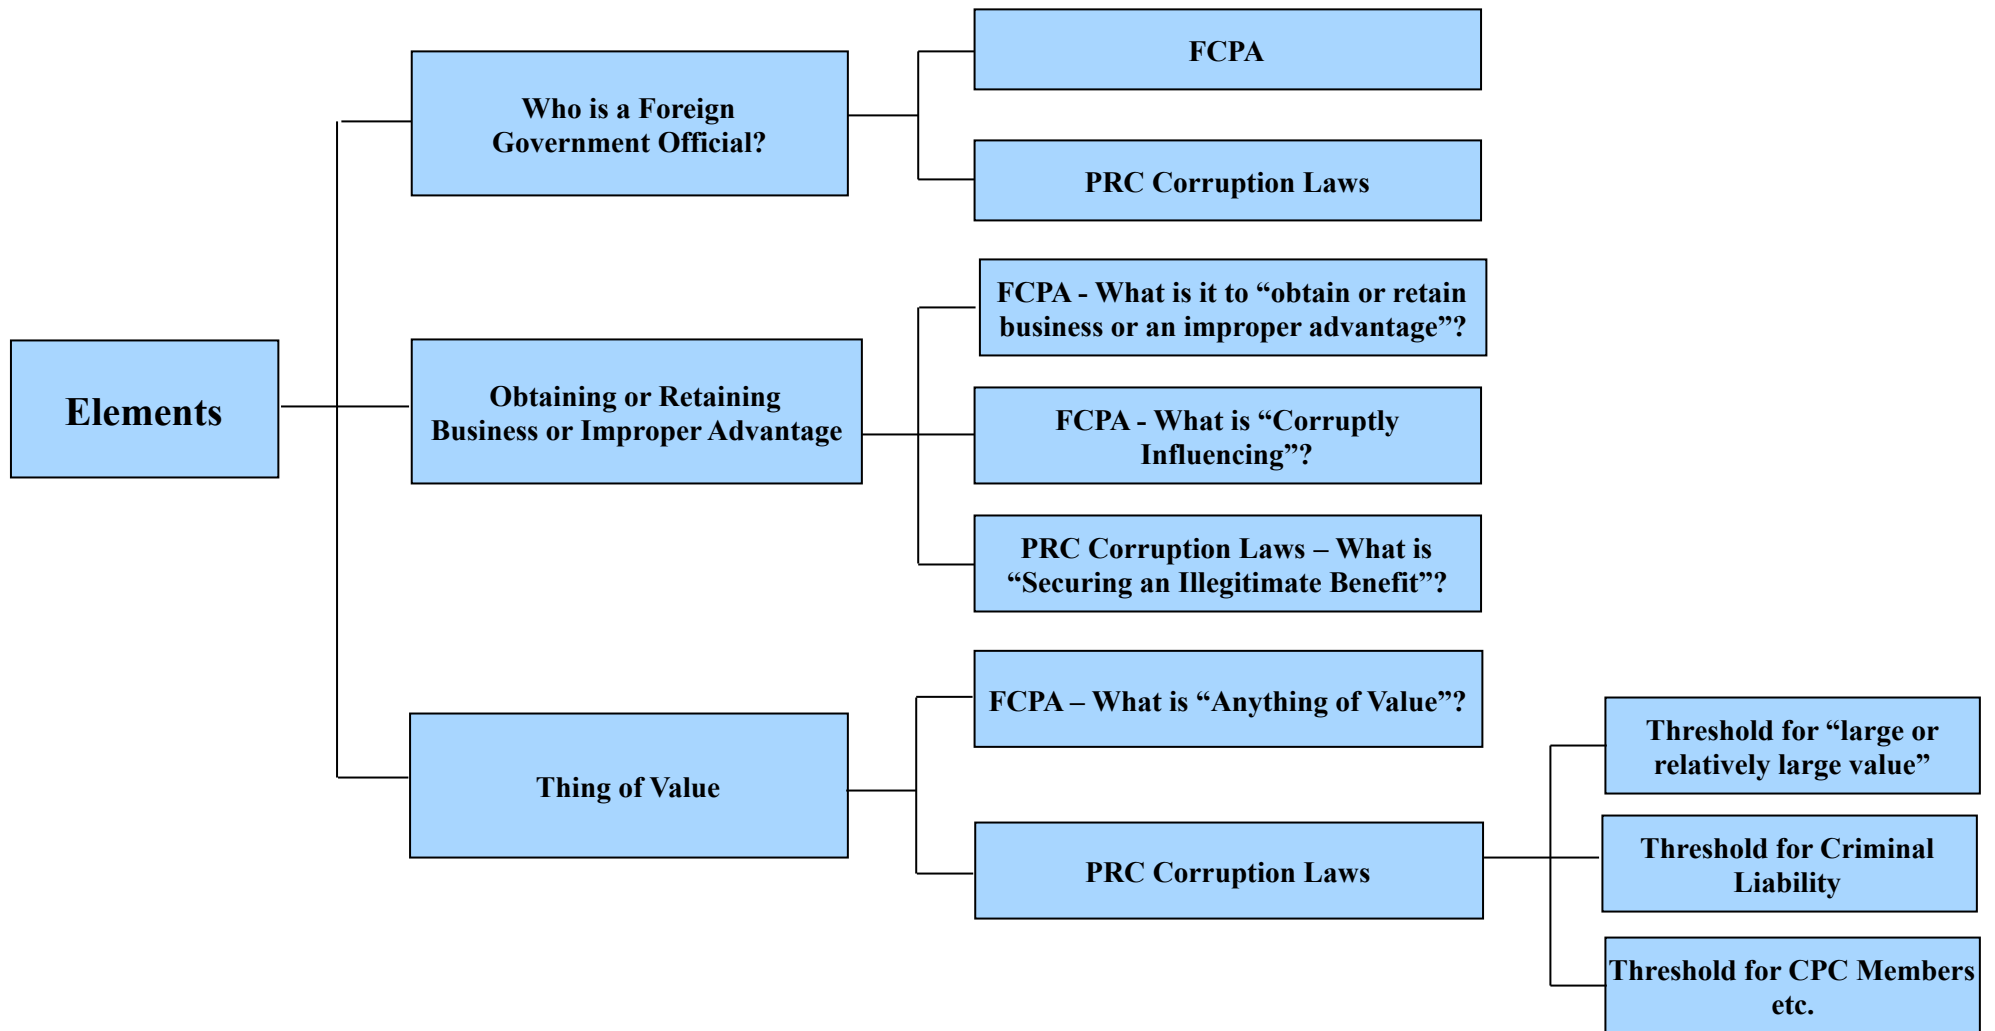 Elements
Who is a Foreign
Government Official?
FCPA
PRC Corruption Laws
Obtaining or Retaining
Business or Improper Advantage
FCPA - What is it to “obtain or retain
business or an improper advantage”?
FCPA - What is “Corruptly
Influencing”?
PRC Corruption Laws – What is
“Securing an Illegitimate Benefit”?
Thing of Value
FCPA – What is “Anything of Value”?
PRC Corruption Laws
Threshold for “large or
relatively large value”
Threshold for Criminal
Liability
Threshold for CPC Members
etc.